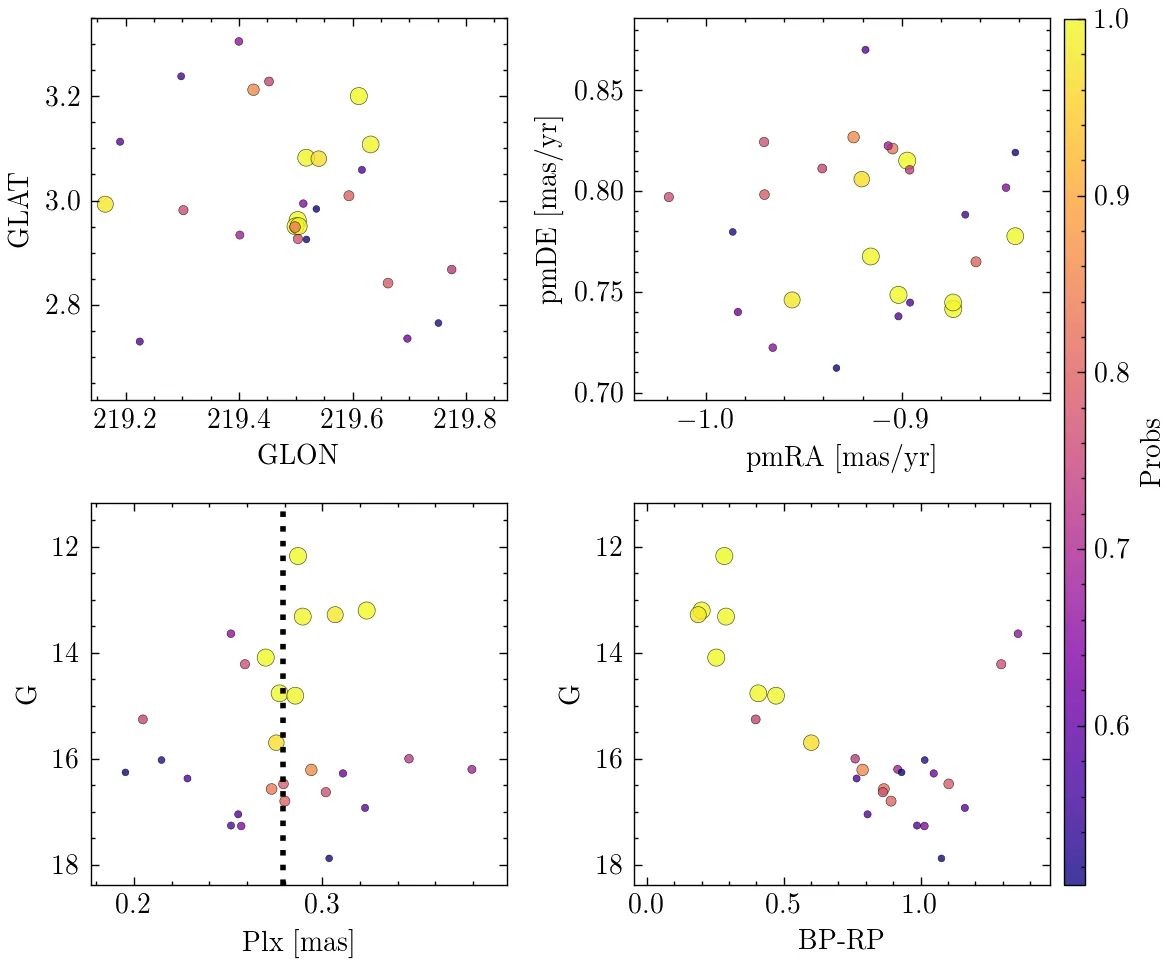 3.2
3.0
2.8
GLAT
219.2 219.4 219.6 219.8
GLON
0.85
0.80
0.75
0.70
pmDE [mas/yr]
−1.0 −0.9
pmRA [mas/yr]
12
14
16
18
G
0.2 0.3
Plx [mas]
12
14
16
18
G
0.0 0.5 1.0
BP-RP
1.0
0.9
0.8
0.7
0.6
Probs